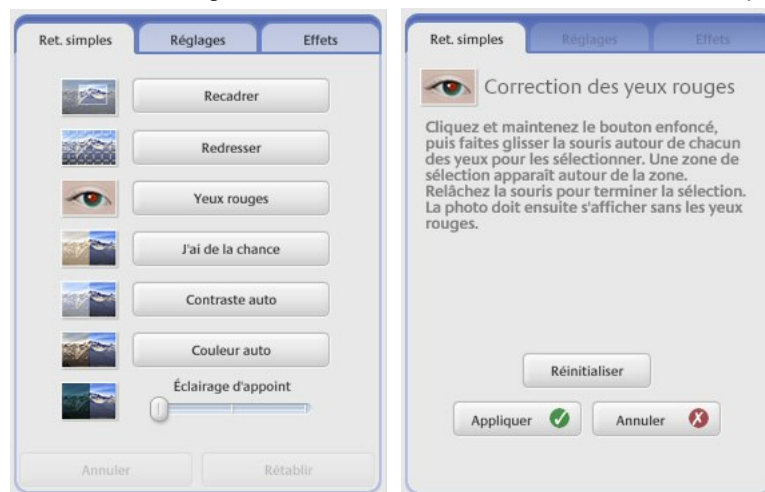 Ret. simples Réglages Effets
Recadrer
Redresser
Yeux rouges
J'ai de la chance
Contraste auto
Couleur auto
Éclairage d'appoint
Annuler Rétablir
Ret. simples Réglages Effets
Correction des yeux rouges
Cliquez et maintenez le bouton enfoncé,
puis faites glisser la souris autour de chacun
des yeux pour les sélectionner. Une zone de
sélection apparaît autour de la zone.
Relâchez la souris pour terminer la sélection.
La photo doit ensuite s'afficher sans les yeux
rouges.
Réinitialiser
Appliquer Annuler